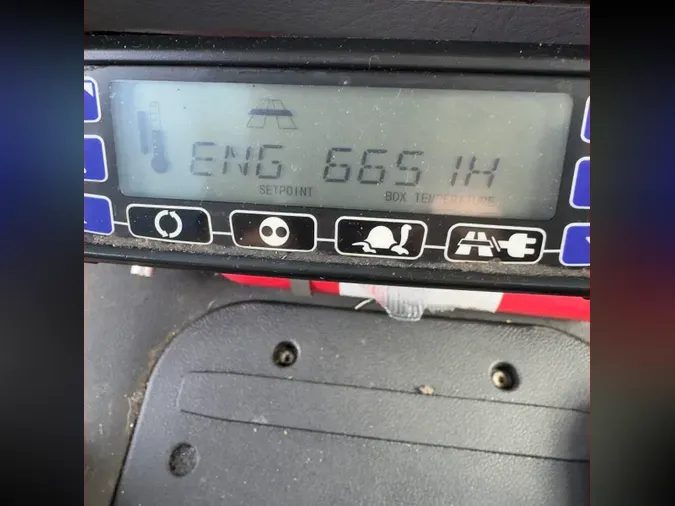 ENG 6651H
SETPOINT BOX TEMPERATURE